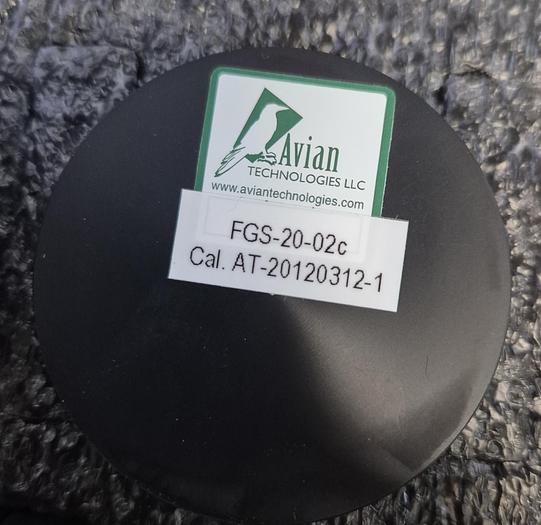 Avian
TECHNOLOGIES LLC
www.aviantechnologies.com
FGS-20-02c
Cal. AT-20120312-1